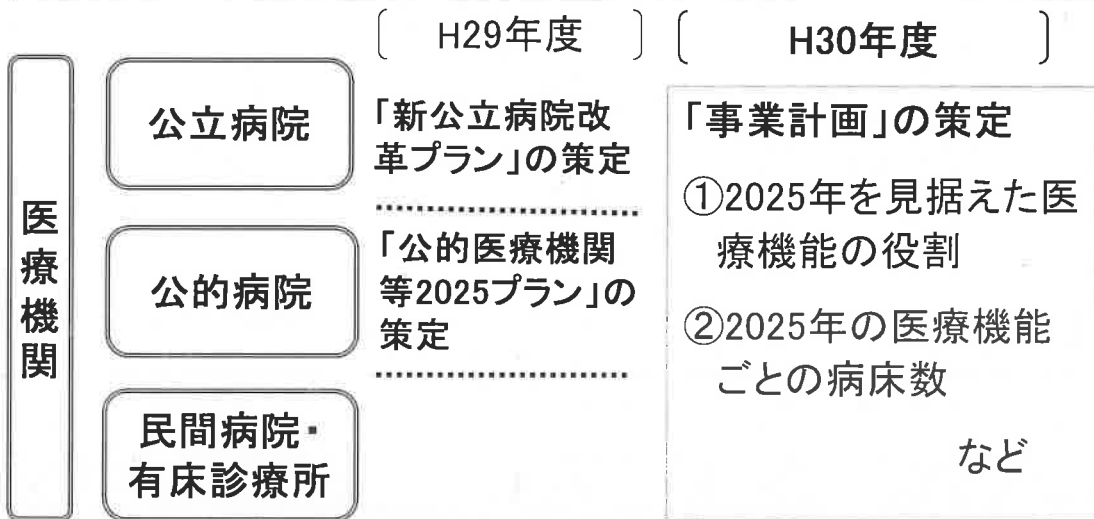 〔 H29年度 〕
〔 H30年度 〕
医療機関
公立病院
「新公立病院改
革プラン」の策定
公的病院
「公的医療機関
等2025プラン」の
策定
民間病院・
有床診療所
「事業計画」の策定
①2025年を見据えた医
療機能の役割
②2025年の医療機能
ごとの病床数
など